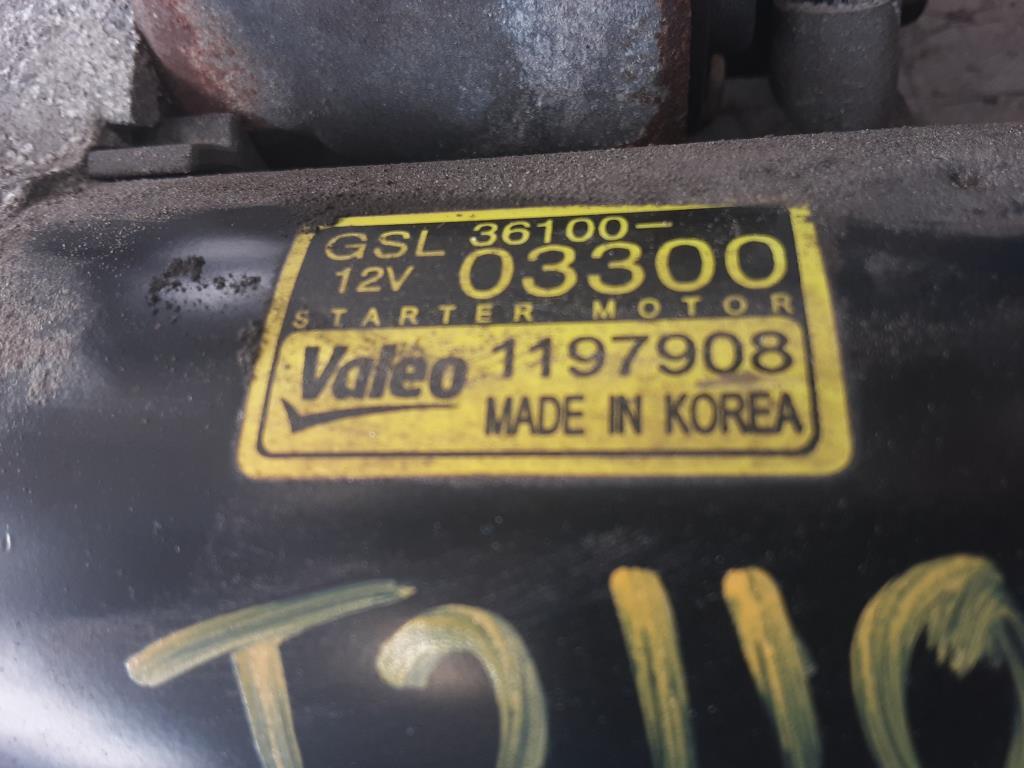 GSL 36100-
12V 03300
STARTER MOTOR
Valeo 1197908
MADE IN KOREA